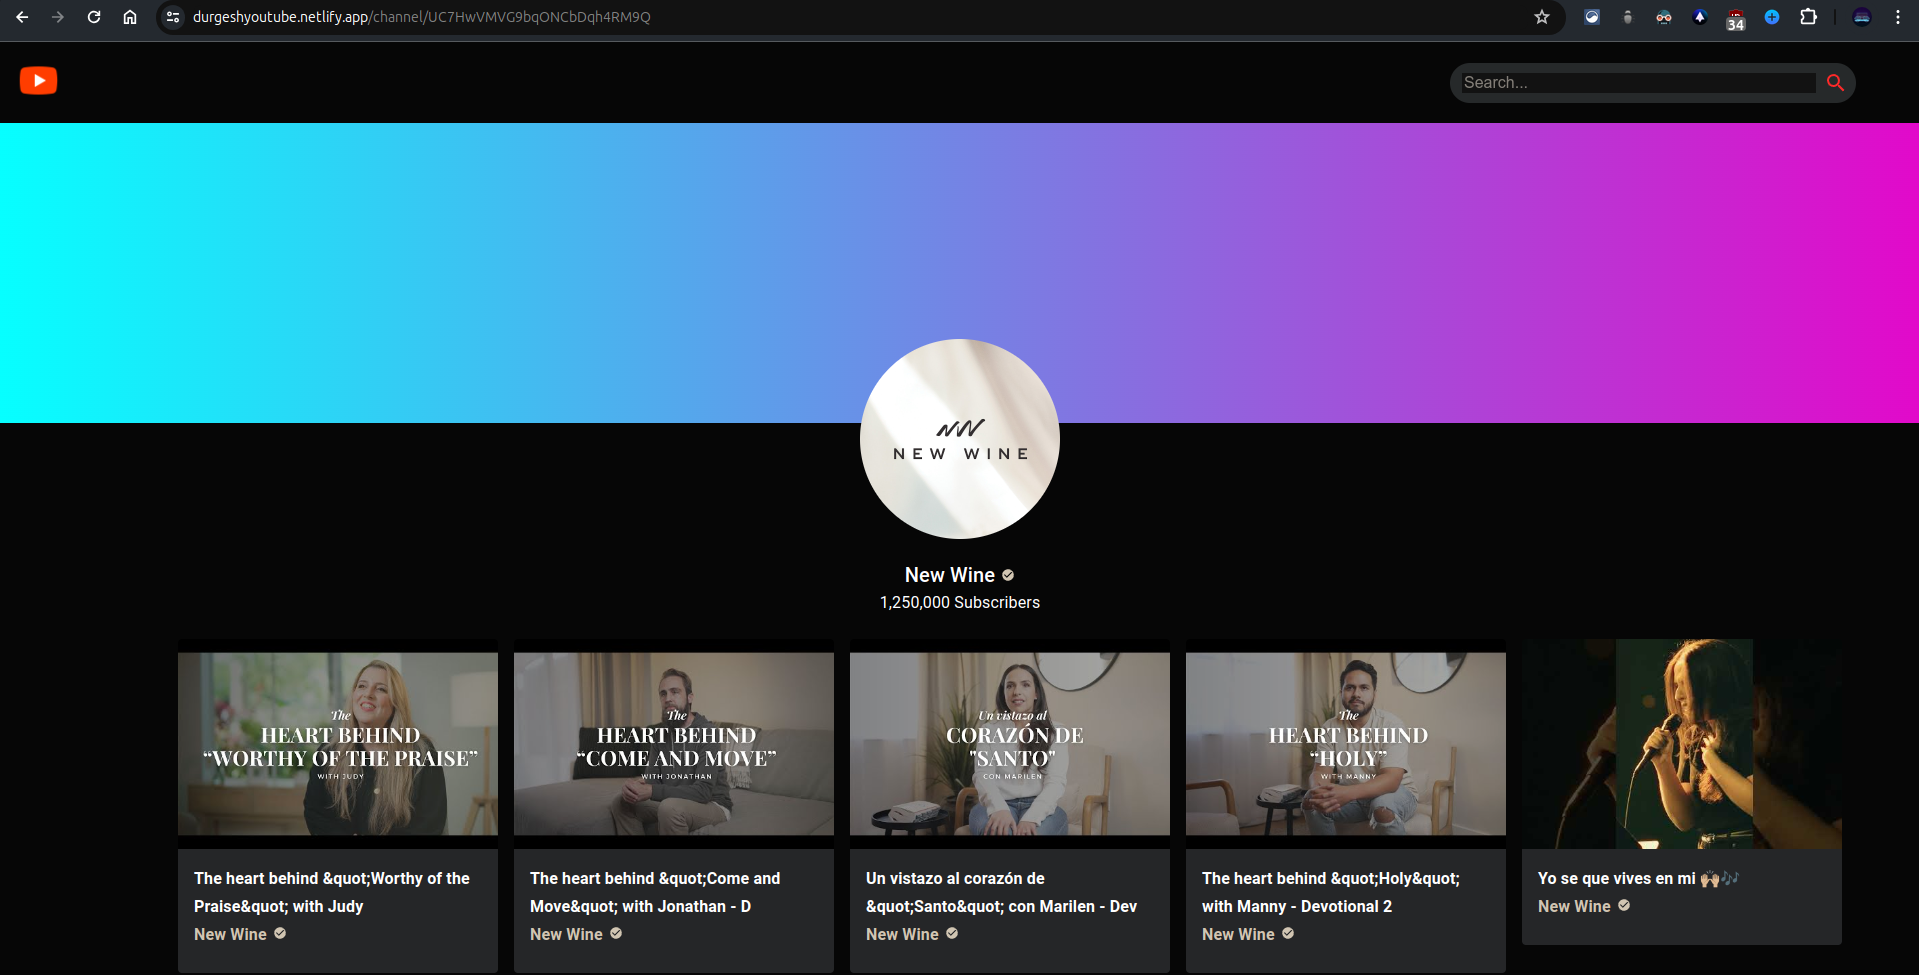 durgeshyoutube.netlify.app/channel/UC7HwVMVG9bqONCbDqh4RM9Q
34
Search...
NW
NEW WINE
New Wine
1,250,000 Subscribers
The
HEART BEHIND
“WORTHY OF THE PRAISE”
WITH JUDY
The
HEART BEHIND
“COME AND MOVE”
WITH JONATHAN
Un vistazo al
CORAZÓN DE
"SANTO"
CON MARILEN
The
HEART BEHIND
“HOLY”
WITH MANNY
The heart behind &quot;Worthy of the
Praise&quot; with Judy
New Wine
The heart behind &quot;Come and
Move&quot; with Jonathan - D
New Wine
Un vistazo al corazón de
&quot;Santo&quot; con Marilen - Dev
New Wine
The heart behind &quot;Holy&quot;
with Manny - Devotional 2
New Wine
Yo se que vives en mi 🙌🏼🎶
New Wine